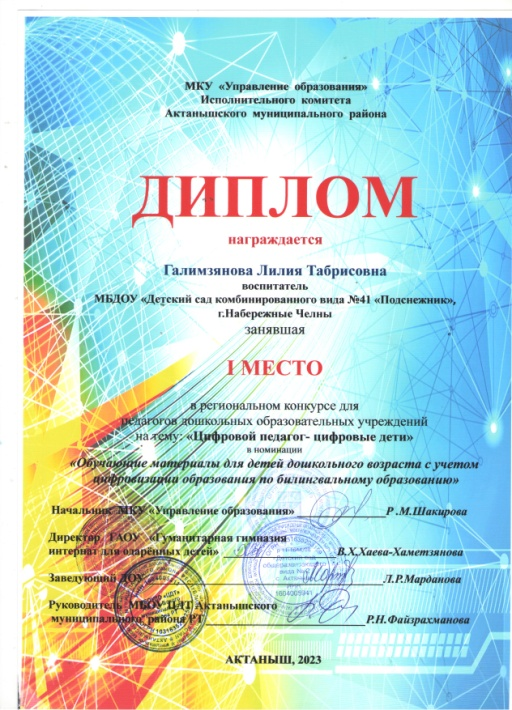 МКУ «Управление образования»
Исполнительного комитета
Актанышского муниципального района
ДИПЛОМ
награждается
Галимзянова Лилия Табрисовна
воспитатель
МБДОУ «Детский сад комбинированного вида №41 «Подснежник»,
г.Набережные Челны
занявшая
I МЕСТО
в региональном конкурсе для
педагогов дошкольных образовательных учреждений
на тему: «Цифровой педагог- цифровые дети»
в номинации
«Обучающие материалы для детей дошкольного возраста с учетом
цифровизации образования по билингвальному образованию»
Начальник МКУ «Управление образования» Р .М.Шакирова
Директор ГАОУ «Гуманитарная гимназия
интернат для одарённых детей» В.Х.Хаева-Хаметзянова
Заведующий ДОУ Л.Р.Марданова
Руководитель МБОУ ЦДТ Актанышского
муниципального района РТ Р.Н.Файзрахманова
АКТАНЫШ, 2023